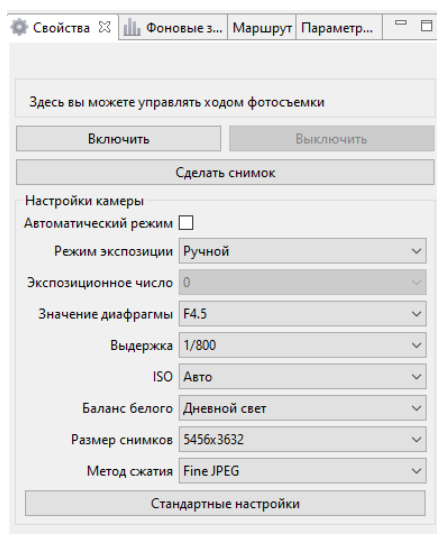 Свойства Фоновые з... Маршрут Параметр...
Здесь вы можете управлять ходом фотосъемки
Включить Выключить
Сделать снимок
Настройки камеры
Автоматический режим
Режим экспозиции Ручной
Экспозиционное число 0
Значение диафрагмы F4.5
Выдержка 1/800
ISO Авто
Баланс белого Дневной свет
Размер снимков 5456x3632
Метод сжатия Fine JPEG
Стандартные настройки